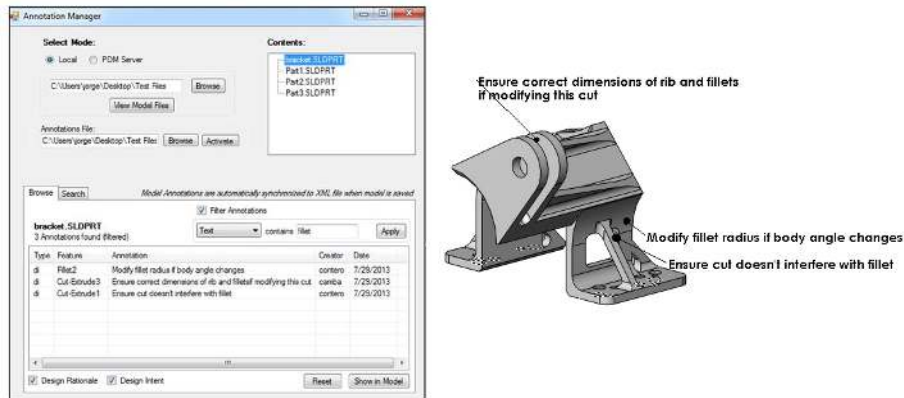 Annotation Manager
Select Mode:
Local PDM Server
C:\Users\jorge\Desktop\Test Files Browse
View Model Files
Annotations File:
C:\Users\jorge\Desktop\Test Files Browse Activate
Contents:
bracket.SLDPRT
Part1.SLDPRT
Part2.SLDPRT
Part3.SLDPRT
Browse Search Model Annotations are automatically synchronized to XML file when model is saved
Filter Annotations
bracket.SLDPRT
3 Annotations found (filtered)
Text contains fillet Apply
Type Feature Annotation Creator Date
di Fillet2 Modify fillet radius if body angle changes contero 7/29/2013
di Cut-Extrude3 Ensure correct dimensions of rib and filletsif modifying this cut camba 7/29/2013
di Cut-Extrude1 Ensure cut doesn't interfere with fillet contero 7/29/2013
Design Rationale Design Intent Reset Show in Model
Ensure correct dimensions of rib and fillets
if modifying this cut
Modify fillet radius if body angle changes
Ensure cut doesn't interfere with fillet